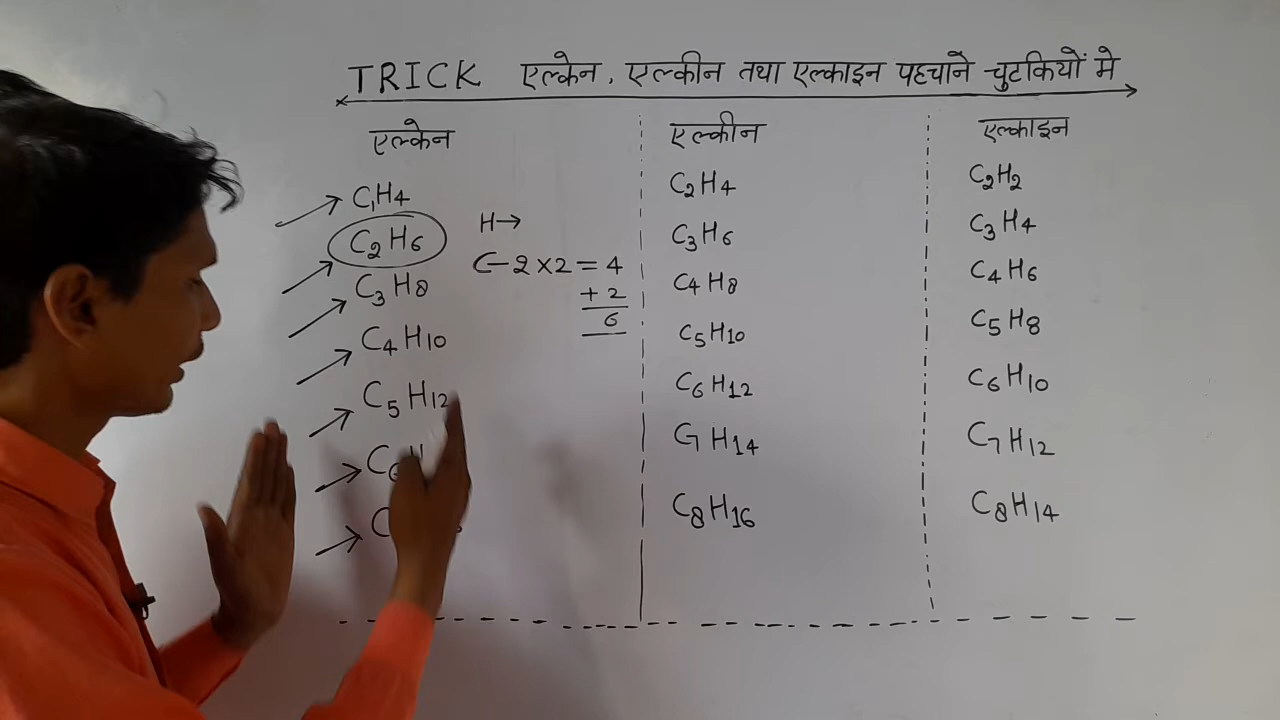 TRICK एल्केन, एल्कीन तथा एल्काइन पहचाने चुटकियों मे
एल्केन
C1H4
C2H6
C3H8
C4H10
C5H12
H→
C-2×2=4
+2
6
एल्कीन
C2H4
C3H6
C4H8
C5H10
C6H12
C7H14
C8H16
एल्काइन
C2H2
C3H4
C4H6
C5H8
C6H10
C7H12
C8H14